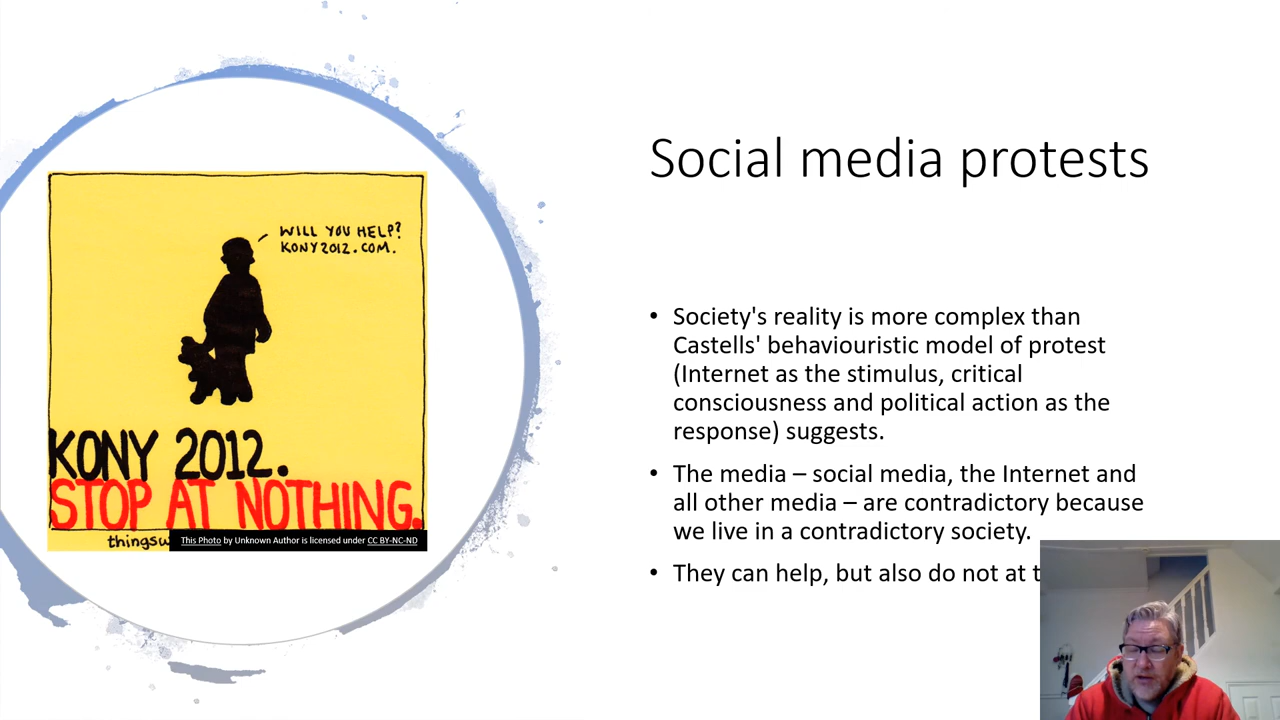 Social media protests
WILL YOU HELP?
KONY2012.COM.
KONY 2012.
STOP AT NOTHING.
This Photo by Unknown Author is licensed under CC BY-NC-ND
• Society's reality is more complex than
Castells' behaviouristic model of protest
(Internet as the stimulus, critical
consciousness and political action as the
response) suggests.
• The media – social media, the Internet and
all other media – are contradictory because
we live in a contradictory society.
• They can help, but also do not at